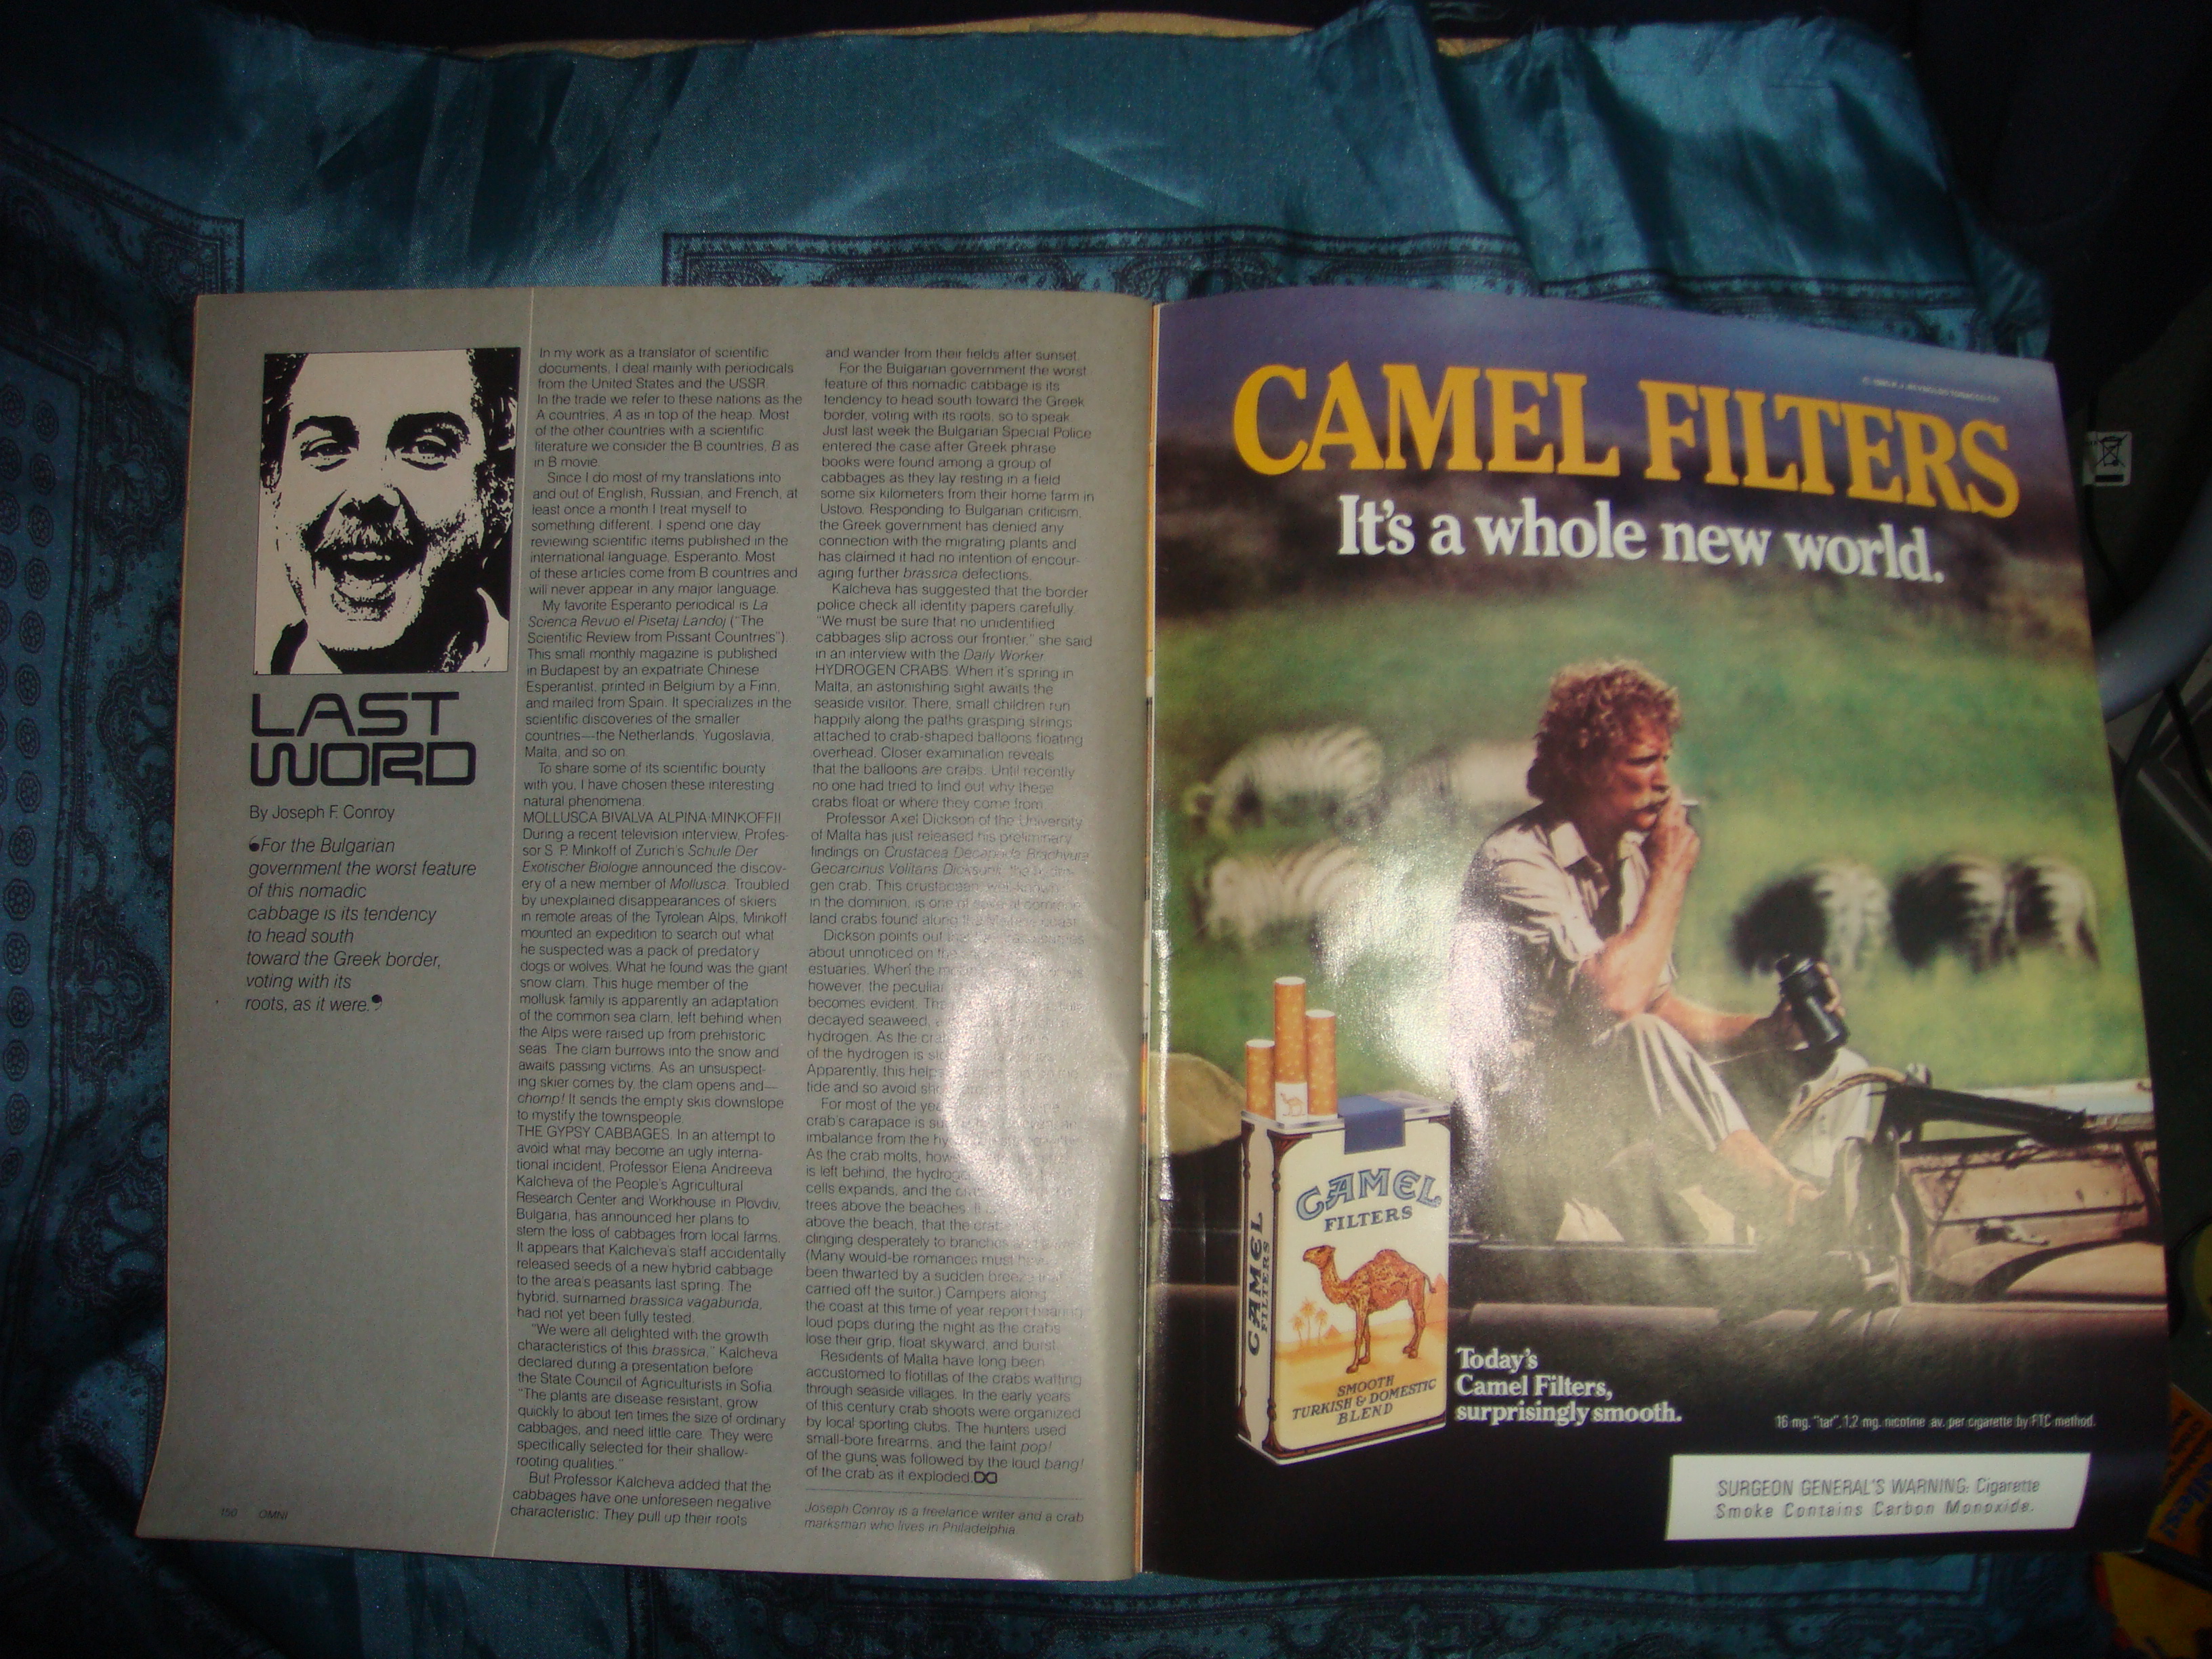 LAST
WORD
By Joseph F. Conroy
❛For the Bulgarian
government the worst feature
of this nomadic
cabbage is its tendency
to head south
toward the Greek border,
voting with its
roots, as it were.❜
In my work as a translator of scientific
documents, I deal mainly with periodicals
from the United States and the USSR.
In the trade we refer to these nations as the
A countries, A as in top of the heap. Most
of the other countries with a scientific
literature we consider the B countries, B as
in B movie.
Since I do most of my translations into
and out of English, Russian, and French, at
least once a month I treat myself to
something different. I spend one day
reviewing scientific items published in the
international language, Esperanto. Most
of these articles come from B countries and
will never appear in any major language.
My favorite Esperanto periodical is La
Scienca Revuo el Pisetaj Landoj ("The
Scientific Review from Pissant Countries").
This small monthly magazine is published
in Budapest by an expatriate Chinese
Esperantist, printed in Belgium by a Finn,
and mailed from Spain. It specializes in the
scientific discoveries of the smaller
countries—the Netherlands, Yugoslavia,
Malta, and so on.
To share some of its scientific bounty
with you, I have chosen these interesting
natural phenomena:
MOLLUSCA BIVALVA ALPINA MINKOFFII
During a recent television interview, Profes-
sor S. P. Minkoff of Zurich's Schule Der
Exotischer Biologie announced the discov-
ery of a new member of Mollusca. Troubled
by unexplained disappearances of skiers
in remote areas of the Tyrolean Alps, Minkoff
mounted an expedition to search out what
he suspected was a pack of predatory
dogs or wolves. What he found was the giant
snow clam. This huge member of the
mollusk family is apparently an adaptation
of the common sea clam, left behind when
the Alps were raised up from prehistoric
seas. The clam burrows into the snow and
awaits passing victims. As an unsuspect-
ing skier comes by, the clam opens and—
chomp! It sends the empty skis downslope
to mystify the townspeople.
THE GYPSY CABBAGES. In an attempt to
avoid what may become an ugly interna-
tional incident, Professor Elena Andreeva
Kalcheva of the People's Agricultural
Research Center and Workhouse in Plovdiv,
Bulgaria, has announced her plans to
stem the loss of cabbages from local farms.
It appears that Kalcheva's staff accidentally
released seeds of a new hybrid cabbage
to the area's peasants last spring. The
hybrid, surnamed brassica vagabunda,
had not yet been fully tested.
"We were all delighted with the growth
characteristics of this brassica," Kalcheva
declared during a presentation before
the State Council of Agriculturists in Sofia.
"The plants are disease resistant, grow
quickly to about ten times the size of ordinary
cabbages, and need little care. They were
specifically selected for their shallow-
rooting qualities."
But Professor Kalcheva added that the
cabbages have one unforeseen negative
characteristic: They pull up their roots
and wander from their fields after sunset.
For the Bulgarian government the worst
feature of this nomadic cabbage is its
tendency to head south toward the Greek
border, voting with its roots, so to speak.
Just last week the Bulgarian Special Police
entered the case after Greek phrase
books were found among a group of
cabbages as they lay resting in a field
some six kilometers from their home farm in
Ustovo. Responding to Bulgarian criticism,
the Greek government has denied any
connection with the migrating plants and
has claimed it had no intention of encour-
aging further brassica defections.
Kalcheva has suggested that the border
police check all identity papers carefully.
"We must be sure that no unidentified
cabbages slip across our frontier," she said
in an interview with the Daily Worker.
HYDROGEN CRABS. When it's spring in
Malta, an astonishing sight awaits the
seaside visitor. There, small children run
happily along the paths grasping strings
attached to crab-shaped balloons floating
overhead. Closer examination reveals
that the balloons are crabs. Until recently
no one had tried to find out why these
crabs float or where they come from.
Professor Axel Dickson of the University
of Malta has just released his preliminary
findings on Crustacea Decapoda Brachyura
Gecarcinus Volitans Dicksonii, the hydro-
gen crab. This crustacean, well-known
in the dominion, is one of
land crabs found along the
Dickson points out
about unnoticed on the
estuaries. When the
however, the peculiar
becomes evident.
decayed seaweed,
hydrogen. As the
of the hydrogen is
Apparently, this helps
tide and so avoid
For most of the
crab's carapace is
imbalance from the
As the crab molts,
is left behind, the
cells expands, and the
trees above the beaches.
above the beach, that the
clinging desperately to branches
(Many would-be romances must have
been thwarted by a sudden breeze that
carried off the suitor.) Campers along
the coast at this time of year report hearing
loud pops during the night as the crabs
lose their grip, float skyward, and burst.
Residents of Malta have long been
accustomed to flotillas of the crabs wafting
through seaside villages. In the early years
of this century crab shoots were organized
by local sporting clubs. The hunters used
small-bore firearms, and the faint pop!
of the guns was followed by the loud bang!
of the crab as it exploded.
Joseph Conroy is a freelance writer and a crab
marksman who lives in Philadelphia.
150 OMNI
CAMEL FILTERS
It's a whole new world.
CAMEL
FILTERS
CAMEL
FILTERS
SMOOTH
TURKISH & DOMESTIC
BLEND
Today's
Camel Filters,
surprisingly smooth.
16 mg. "tar", 1.2 mg. nicotine av. per cigarette by FTC method.
SURGEON GENERAL'S WARNING: Cigarette
Smoke Contains Carbon Monoxide.